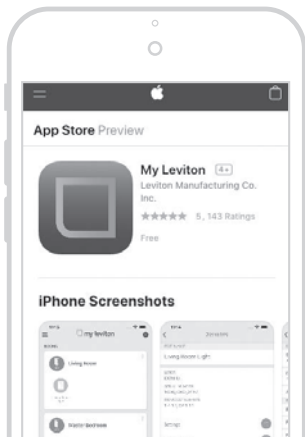 App Store Preview
My Leviton 4+
Leviton Manufacturing Co.
Inc.
★★★★★ 5, 143 Ratings
Free
iPhone Screenshots
my leviton
Living Room
Living Room Light
Master Bedroom
Settings